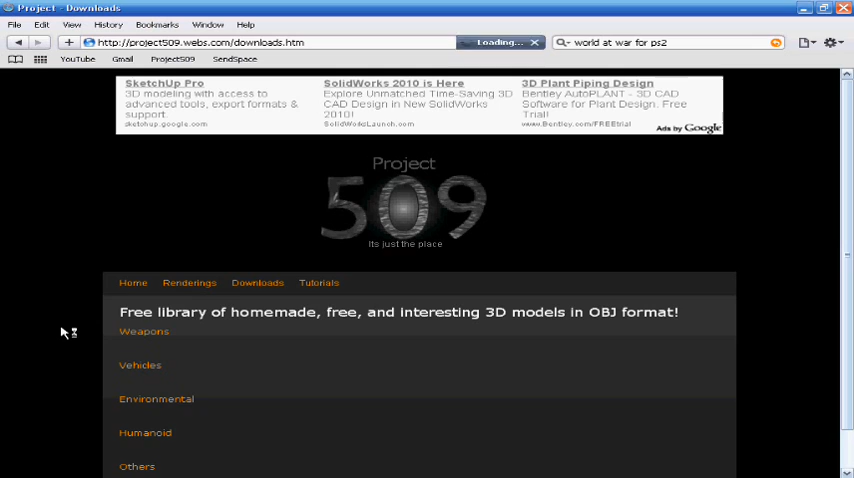 Project - Downloads
File Edit View History Bookmarks Window Help
http://project509.webs.com/downloads.htm Loading... world at war for ps2
YouTube Gmail Project509 SendSpace
SketchUp Pro SolidWorks 2010 is Here 3D Plant Piping Design
3D modeling with access to Explore Unmatched Time-Saving 3D Bentley AutoPLANT - 3D CAD
advanced tools, export formats & CAD Design in New SolidWorks Software for Plant Design. Free
support. 2010! Trial!
sketchup.google.com SolidWorksLaunch.com www.Bentley.com/FREEtrial
Ads by Google
Project
509
Its just the place
Home Renderings Downloads Tutorials
Free library of homemade, free, and interesting 3D models in OBJ format!
Weapons
Vehicles
Environmental
Humanoid
Others